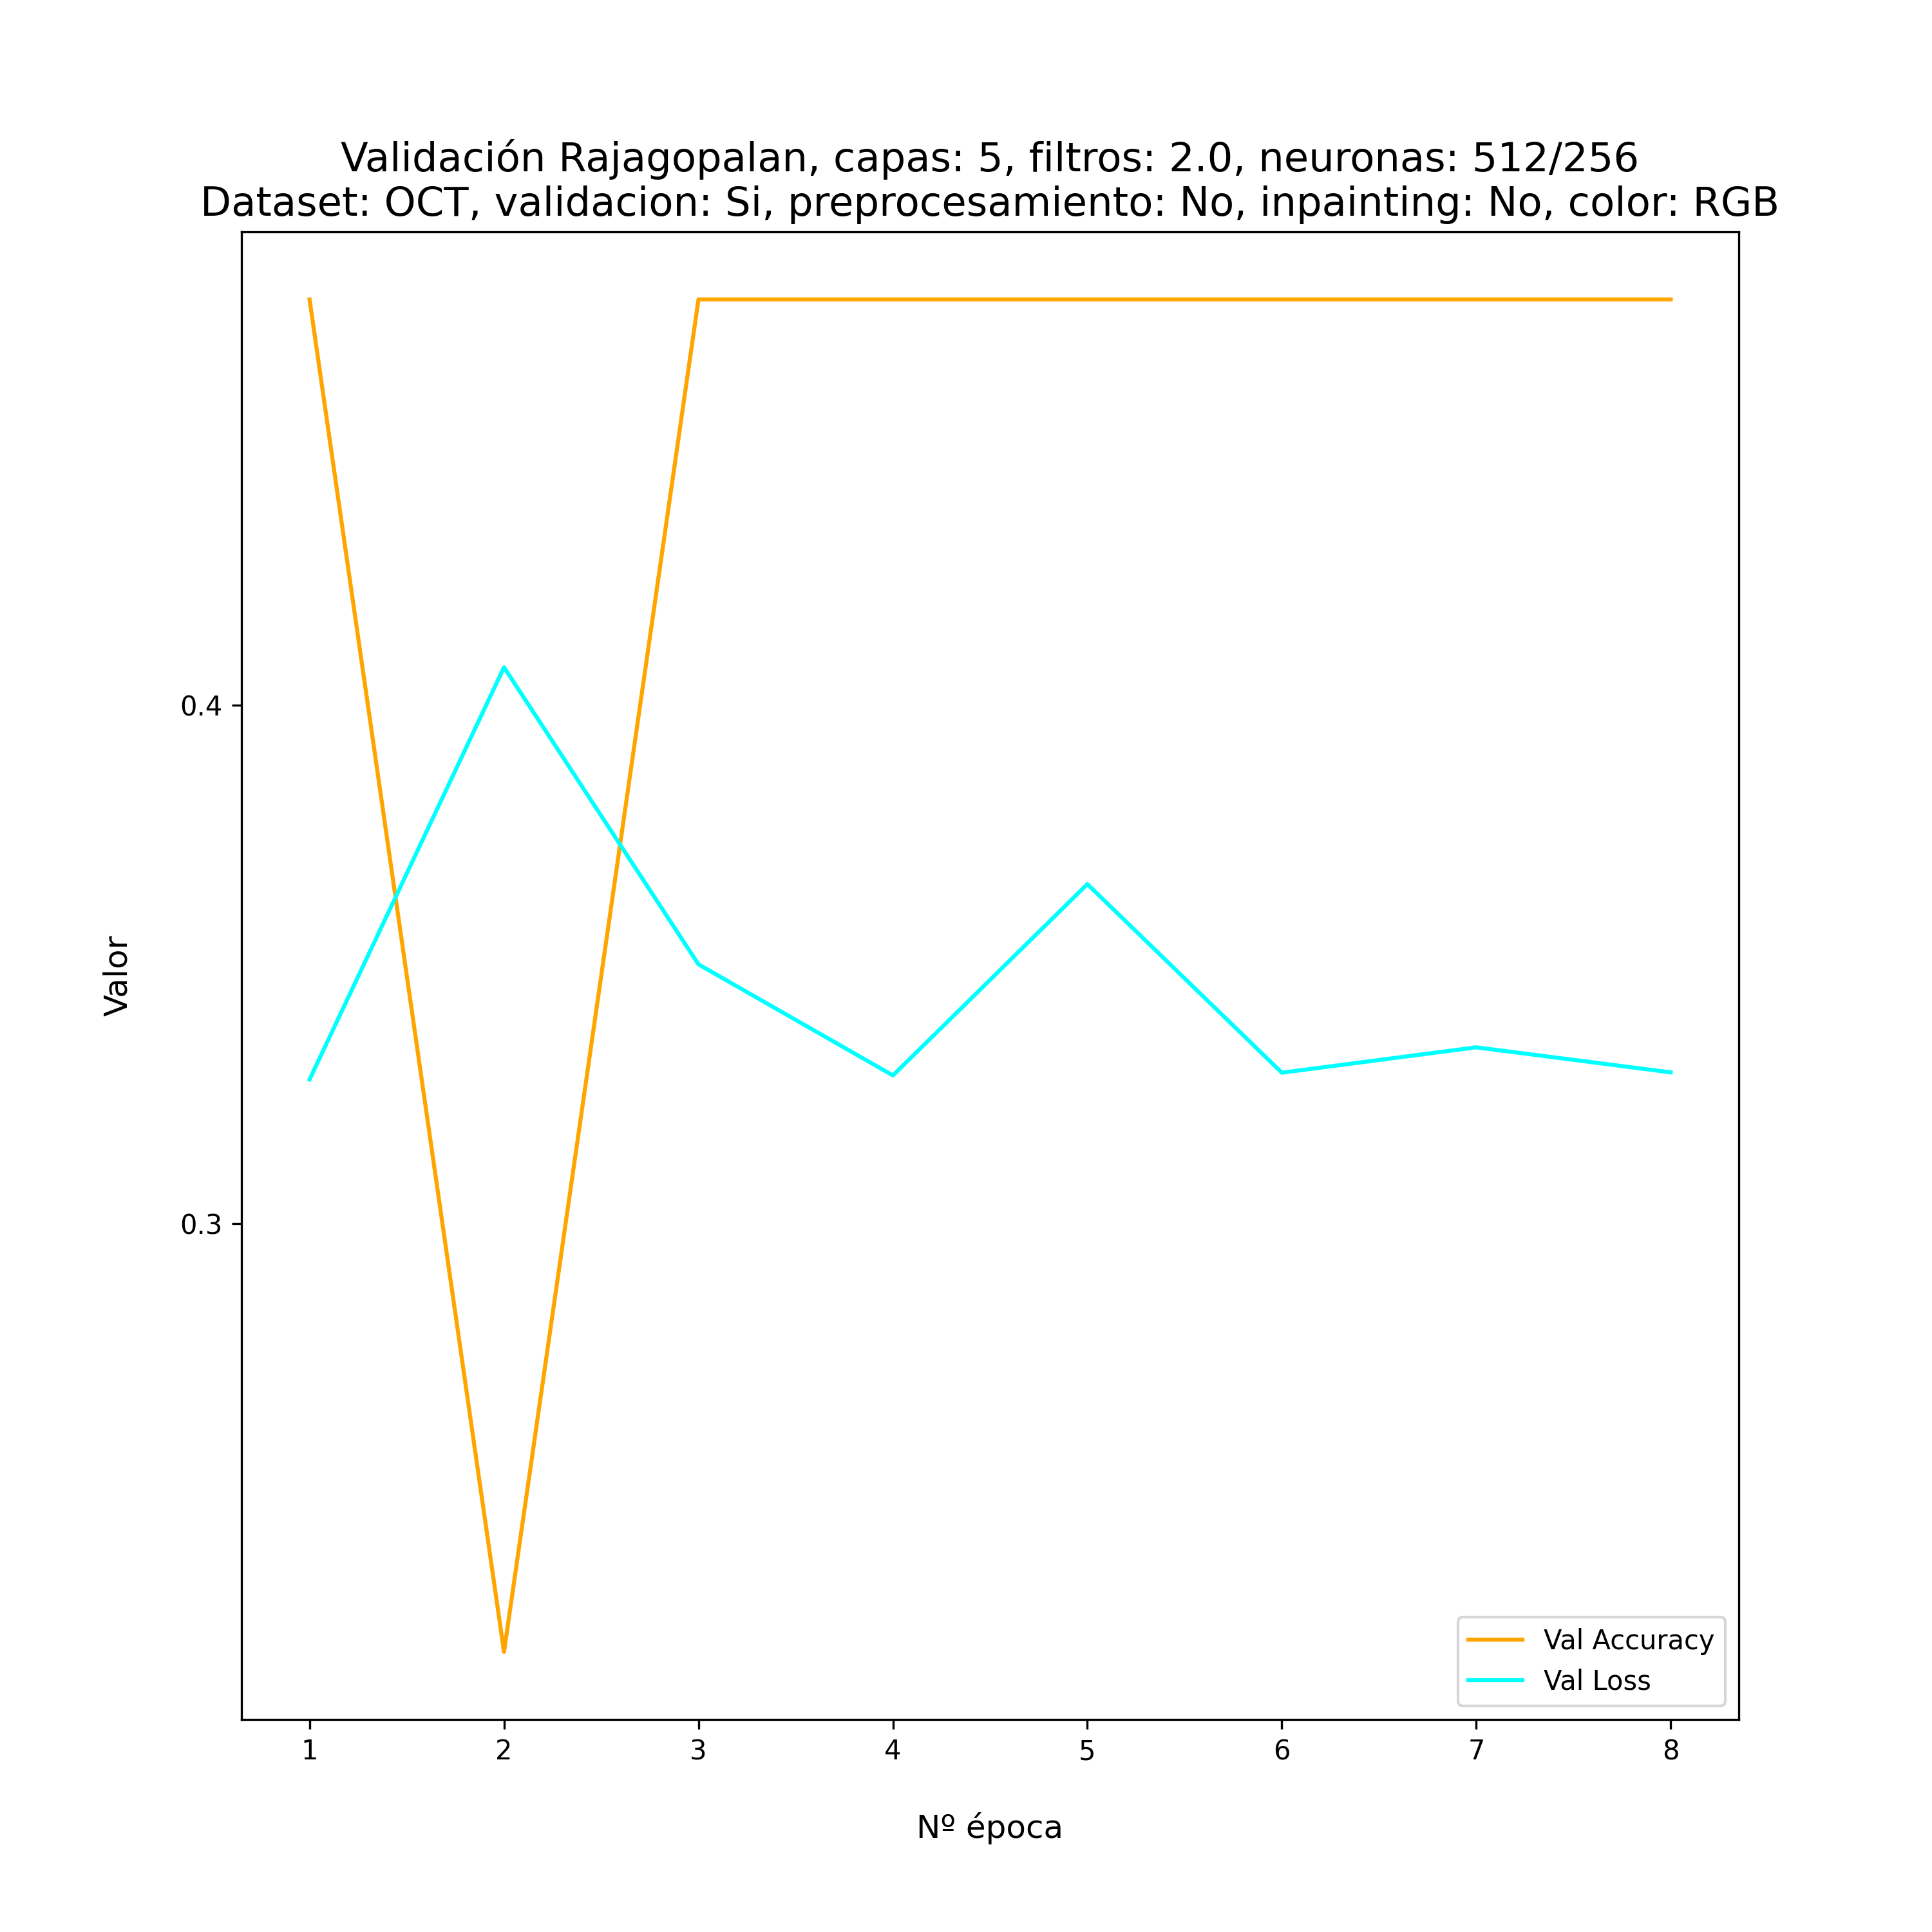 Validación Rajagopalan, capas: 5, filtros: 2.0, neuronas: 512/256
Dataset: OCT, validacion: Si, preprocesamiento: No, inpainting: No, color: RGB
Valor
0.4
0.3
Val Accuracy
Val Loss
1 2 3 4 5 6 7 8
Nº época